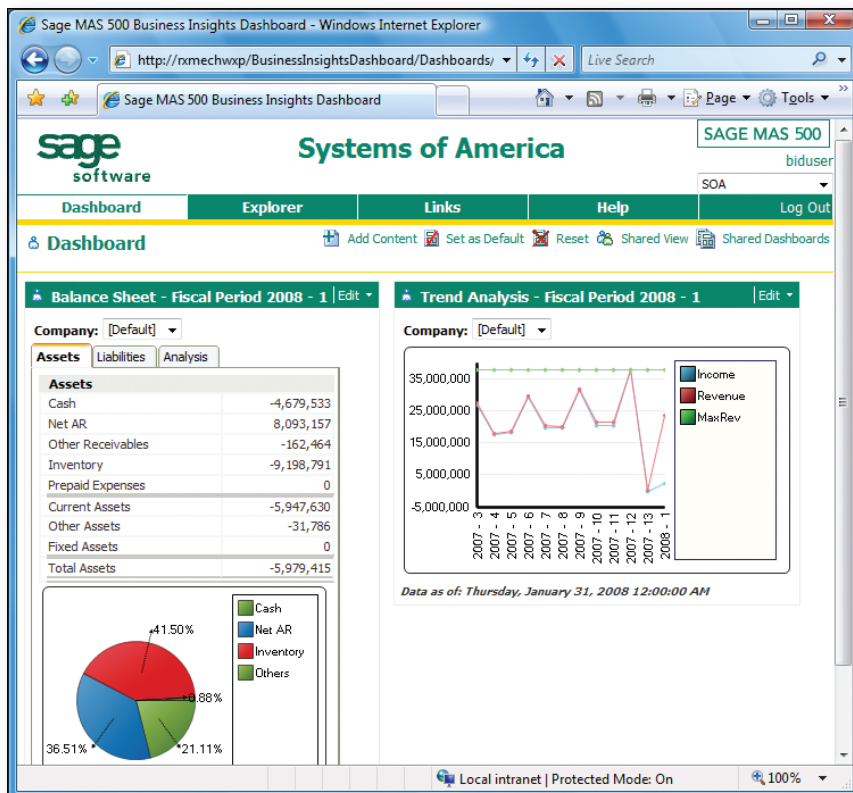 Sage MAS 500 Business Insights Dashboard - Windows Internet Explorer
http://rxmechwxp/BusinessInsightsDashboard/Dashboards/
Live Search
Sage MAS 500 Business Insights Dashboard
Page Tools »
sage software
Systems of America
SAGE MAS 500
biduser
SOA
Dashboard Explorer Links Help Log Out
Dashboard
Add Content Set as Default Reset Shared View Shared Dashboards
Balance Sheet - Fiscal Period 2008 - 1 Edit
Company: [Default]
Assets Liabilities Analysis
Assets
Cash -4,679,533
Net AR 8,093,157
Other Receivables -162,464
Inventory -9,198,791
Prepaid Expenses 0
Current Assets -5,947,630
Other Assets -31,786
Fixed Assets 0
Total Assets -5,979,415
41.50%
0.88%
36.51%
21.11%
Cash
Net AR
Inventory
Others
Trend Analysis - Fiscal Period 2008 - 1 Edit
Company: [Default]
35,000,000
25,000,000
15,000,000
5,000,000
-5,000,000
2007 - 3
2007 - 4
2007 - 5
2007 - 6
2007 - 7
2007 - 8
2007 - 9
2007 - 10
2007 - 11
2007 - 12
2007 - 13
2008 - 1
Income
Revenue
MaxRev
Data as of: Thursday, January 31, 2008 12:00:00 AM
Local intranet | Protected Mode: On
100%